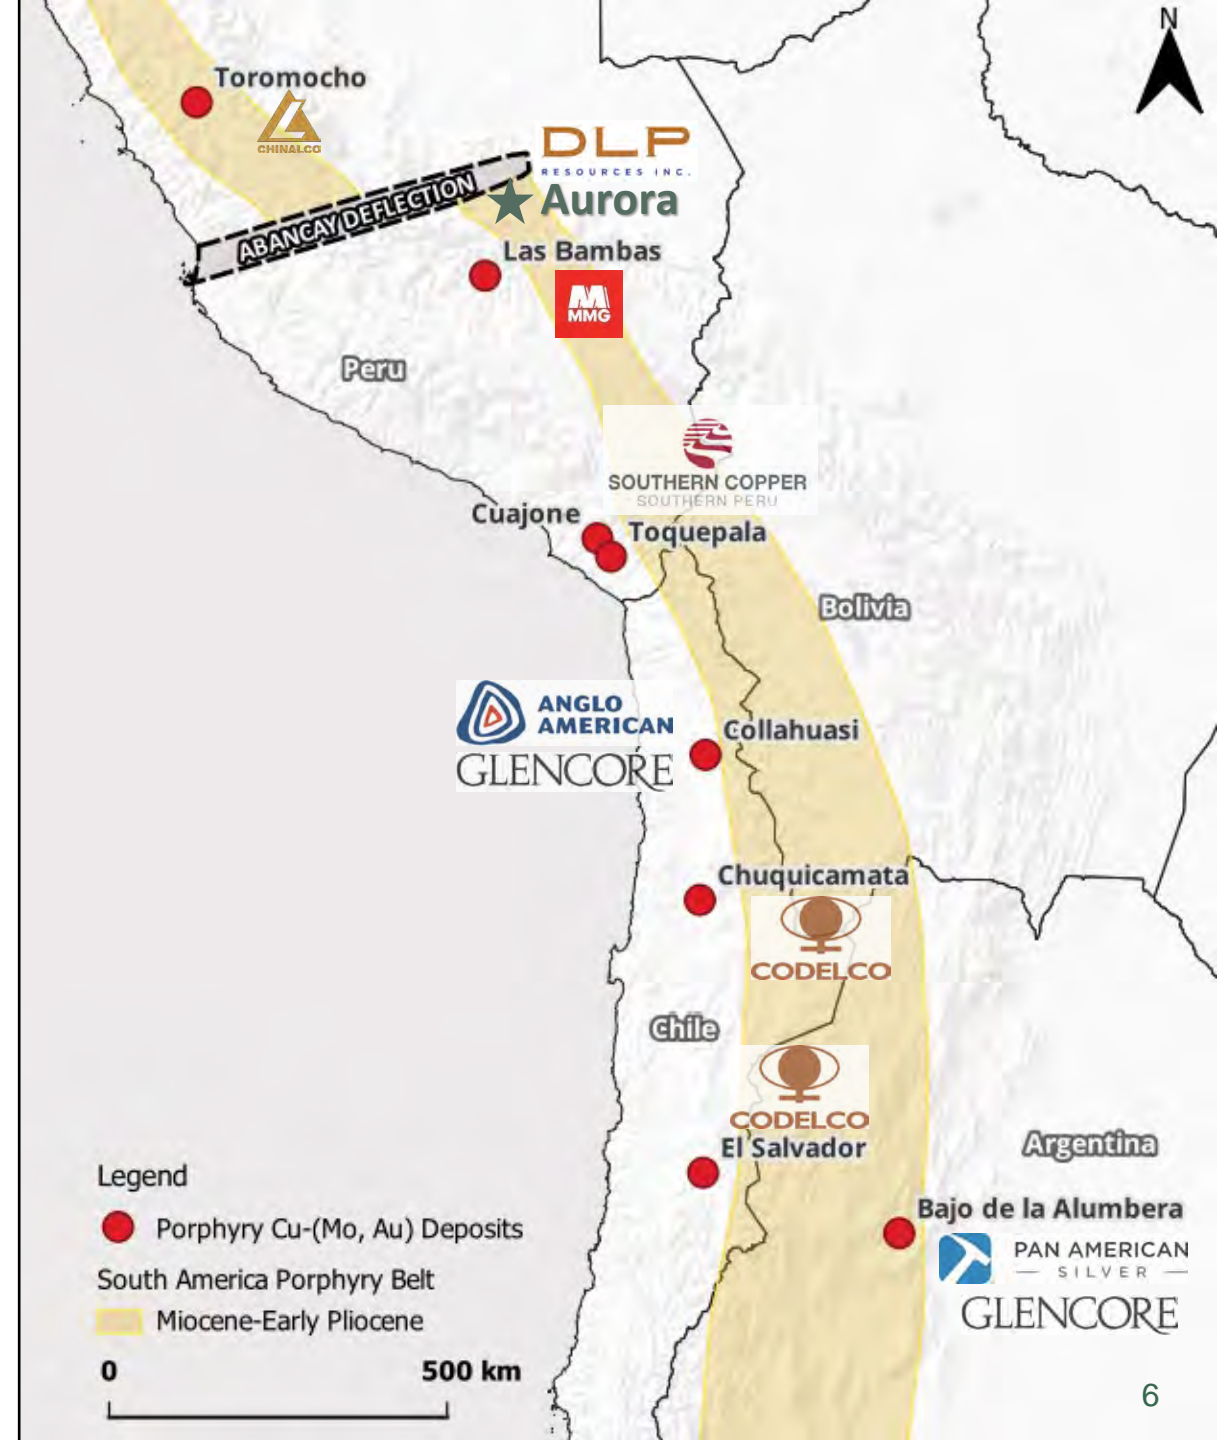 N
Toromocho
CHINALCO
DLP
RESOURCES INC.
Aurora
ABANCAY DEFLECTION
Las Bambas
MMG
Peru
SOUTHERN COPPER
SOUTHERN PERU
Cuajone
Toquepala
Bolivia
ANGLO
AMERICAN
GLENCORE
Collahuasi
Chuquicamata
CODELCO
Chile
CODELCO
El Salvador
Argentina
Bajo de la Alumbera
PAN AMERICAN
— SILVER —
GLENCORE
Legend
Porphyry Cu-(Mo, Au) Deposits
South America Porphyry Belt
Miocene-Early Pliocene
0 500 km
6